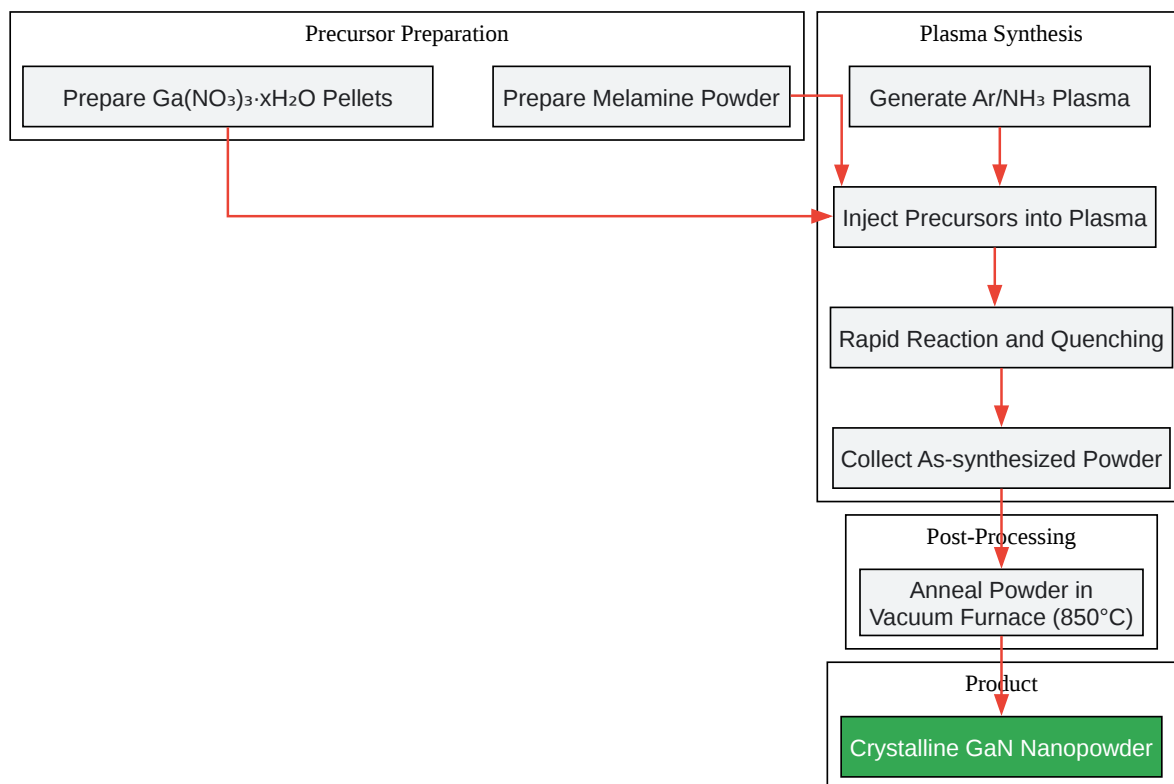 Precursor Preparation
Prepare Ga(NO₃)₃·xH₂O Pellets
Prepare Melamine Powder
Plasma Synthesis
Generate Ar/NH₃ Plasma
Inject Precursors into Plasma
Rapid Reaction and Quenching
Collect As-synthesized Powder
Post-Processing
Anneal Powder in
Vacuum Furnace (850°C)
Product
Crystalline GaN Nanopowder